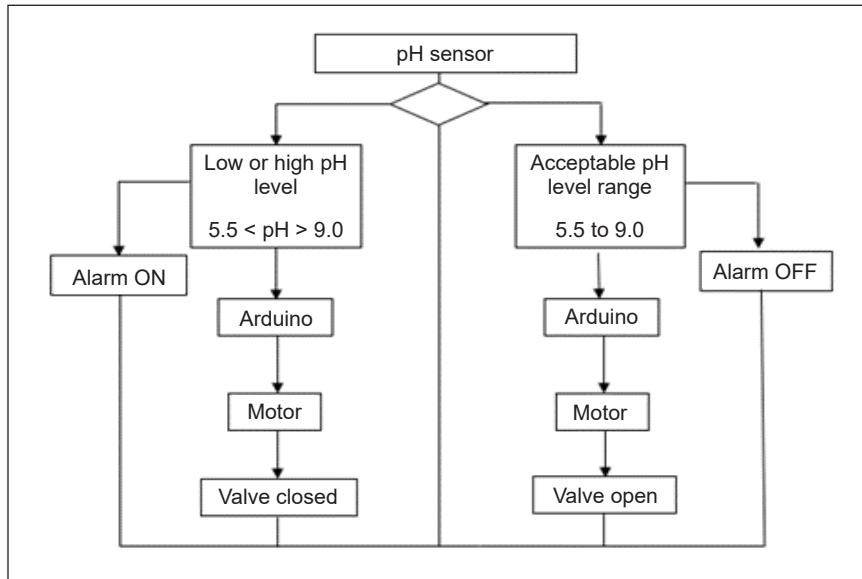 pH sensor
Low or high pH
level
5.5 < pH > 9.0
Acceptable pH
level range
5.5 to 9.0
Alarm ON
Alarm OFF
Arduino
Arduino
Motor
Motor
Valve closed
Valve open